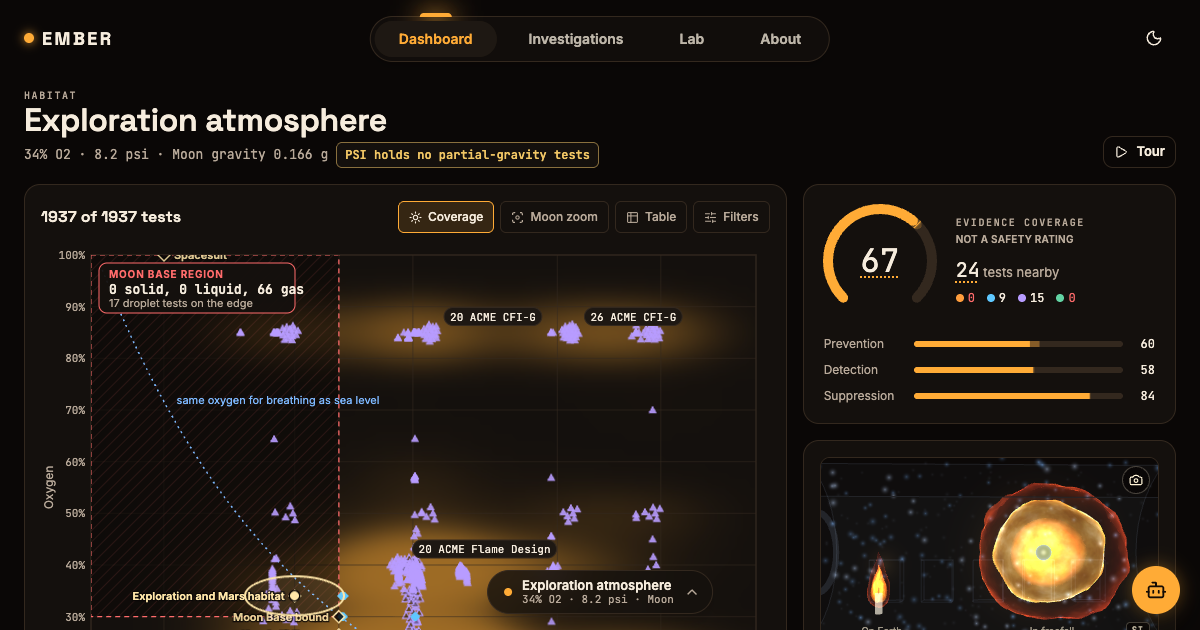 EMBER
Dashboard
Investigations
Lab
About
HABITAT
Exploration atmosphere
34% O2 · 8.2 psi · Moon gravity 0.166 g
PSI holds no partial-gravity tests
Tour
1937 of 1937 tests
Coverage
Moon zoom
Table
Filters
100%
90%
80%
70%
60%
50%
40%
30%
Oxygen
Spacesuit
MOON BASE REGION
0 solid, 0 liquid, 66 gas
17 droplet tests on the edge
20 ACME CFI-G
26 ACME CFI-G
same oxygen for breathing as sea level
20 ACME Flame Design
Exploration and Mars habitat
Moon Base bound
Exploration atmosphere
34% O2 · 8.2 psi · Moon
67
EVIDENCE COVERAGE
NOT A SAFETY RATING
24 tests nearby
0 9 15 0
Prevention 60
Detection 58
Suppression 84
On Earth
In freefall